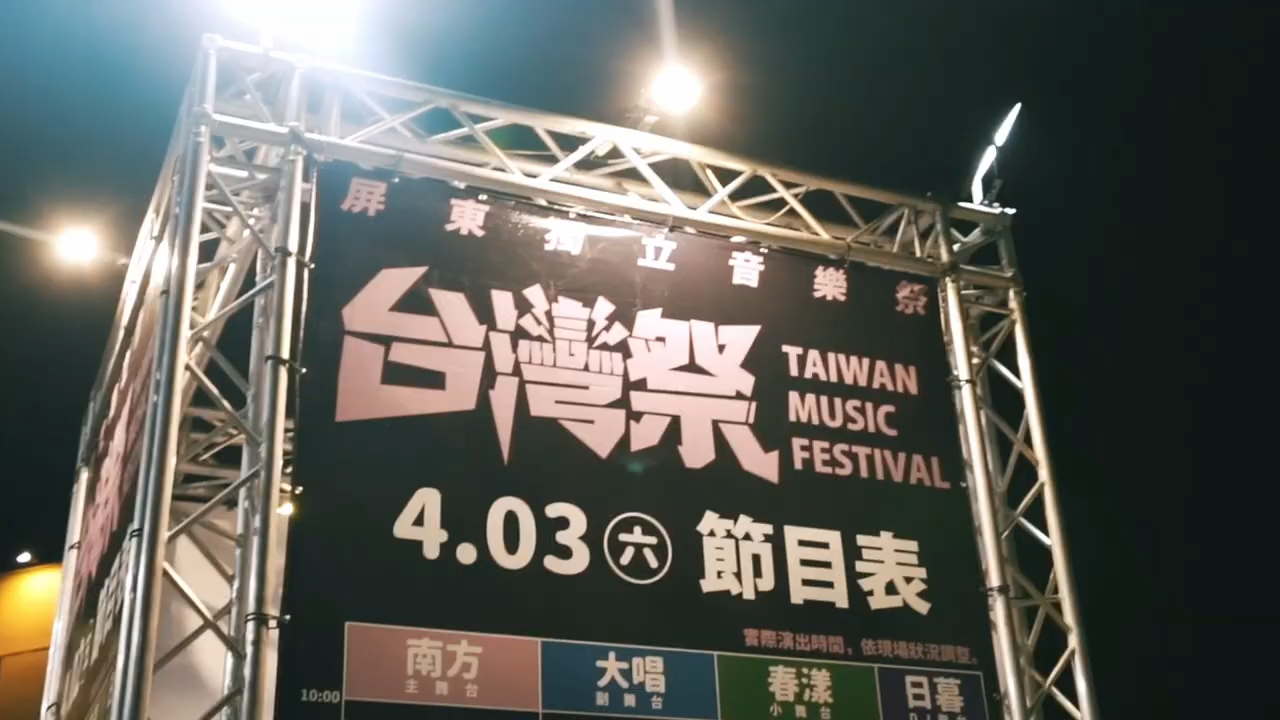 屏東獨立音樂祭
台灣祭
TAIWAN
MUSIC
FESTIVAL
4.03 六 節目表
實際演出時間，依現場狀況調整。
南方 大唱 春漾 日暮
主舞台 副舞台 小舞台
10:00